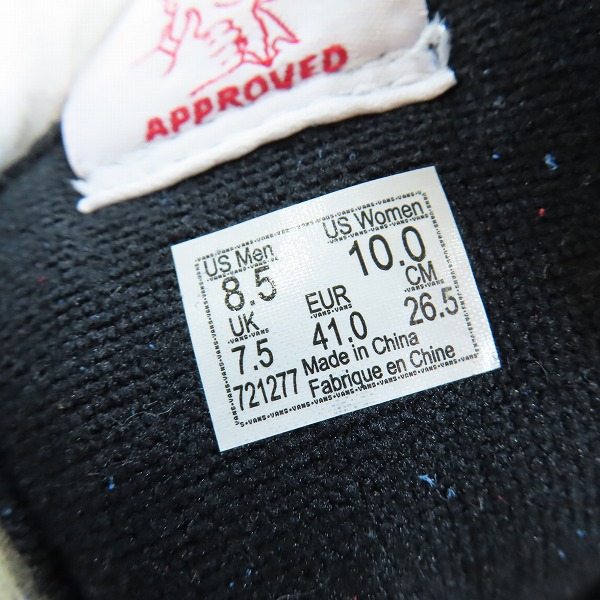 APPROVED
US Men US Women
8.5 10.0
UK EUR CM
7.5 41.0 26.5
721277 Made in China
Fabrique en Chine